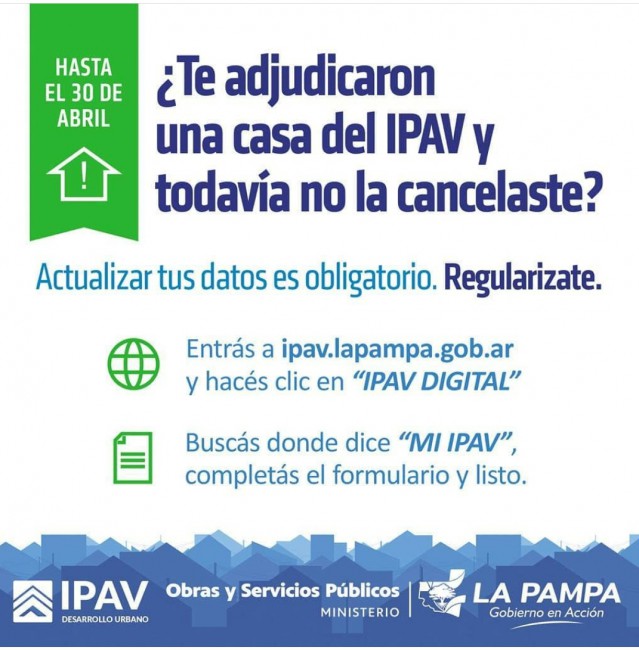 HASTA
EL 30 DE
ABRIL
!
¿Te adjudicaron
una casa del IPAV y
todavía no la cancelaste?
Actualizar tus datos es obligatorio. Regularizate.
Entrás a ipav.lapampa.gob.ar
y hacés clic en “IPAV DIGITAL”
Buscás donde dice “MI IPAV”,
completás el formulario y listo.
IPAV
DESARROLLO URBANO
Obras y Servicios Públicos
MINISTERIO
LA PAMPA
Gobierno en Acción